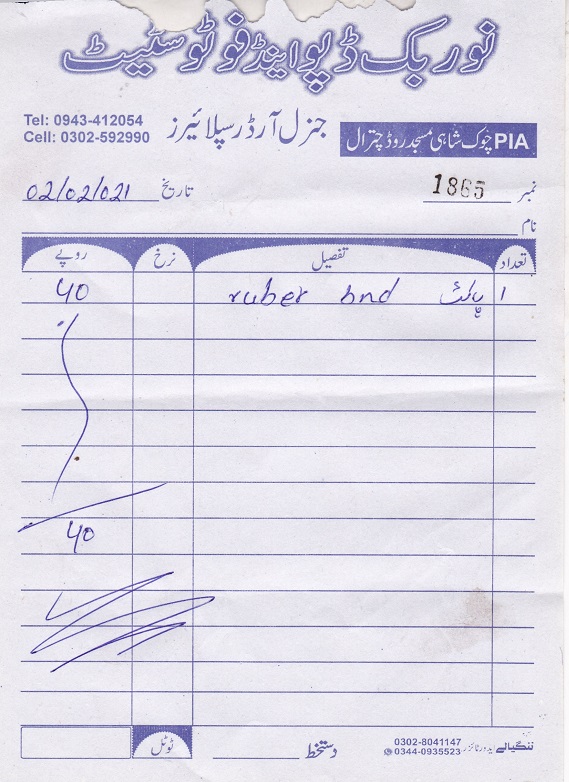 نور بک ڈپو اینڈ فوٹو سٹیٹ
Tel: 0943-412054
Cell: 0302-592990
جنرل آرڈر سپلائیرز
PIA چوک شاہی مسجد روڈ چترال
نمبر 1865
تاریخ 02/02/021
نام
تعداد تفصیل نرخ روپے
1 پاکٹ ruber bnd 40
40
ٹوٹل
دستخط
0302-8041147
0344-0935523